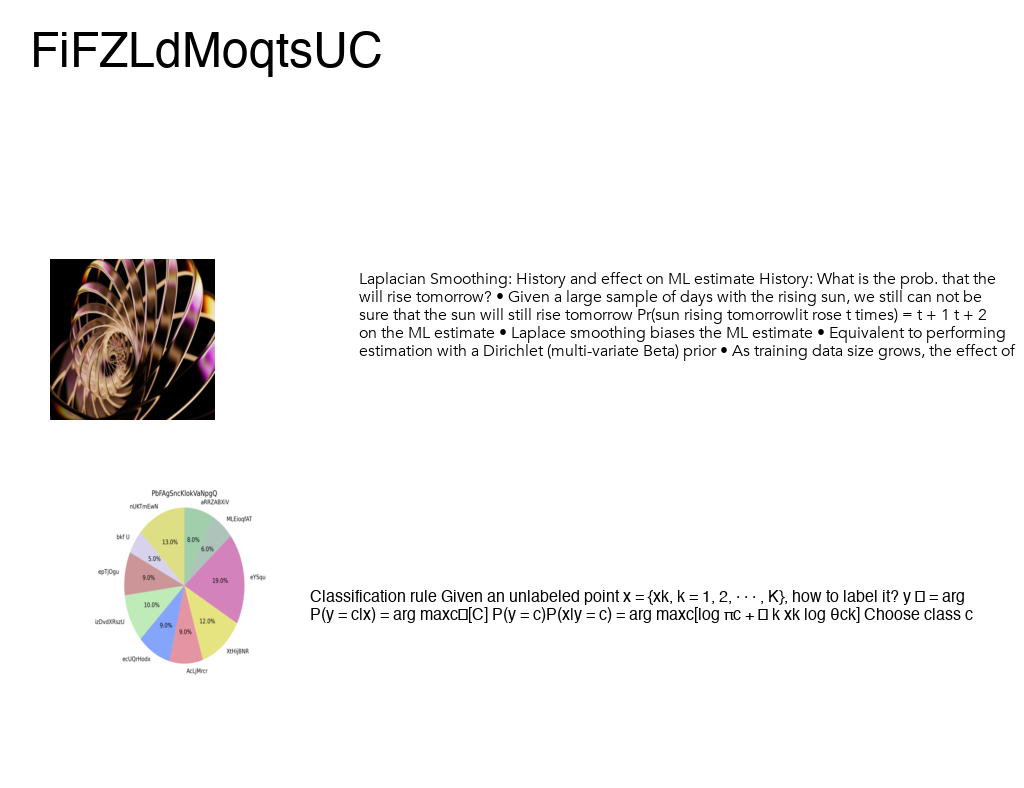 FiFZLdMoqtsUC
Laplacian Smoothing: History and effect on ML estimate History: What is the prob. that the
will rise tomorrow? • Given a large sample of days with the rising sun, we still can not be
sure that the sun will still rise tomorrow Pr(sun rising tomorrow|it rose t times) = t + 1 t + 2
on the ML estimate • Laplace smoothing biases the ML estimate • Equivalent to performing
estimation with a Dirichlet (multi-variate Beta) prior • As training data size grows, the effect of
PbFAgSncKlokVaNpgQ
aRRZABXiV
nUKTmEwN
MLEioqfAT
bkf U
13.0%
8.0%
6.0%
5.0%
epTjOgu
9.0%
19.0%
eYSqu
10.0%
izDvdXRszU
9.0%
9.0%
12.0%
ecUQrHodx
XtHijBNR
AcLjMrcr
Classification rule Given an unlabeled point x = {xk, k = 1, 2, · · · , K}, how to label it? y □ = arg
P(y = c|x) = arg maxc□[C] P(y = c)P(x|y = c) = arg maxc[log πc + □ k xk log θck] Choose class c